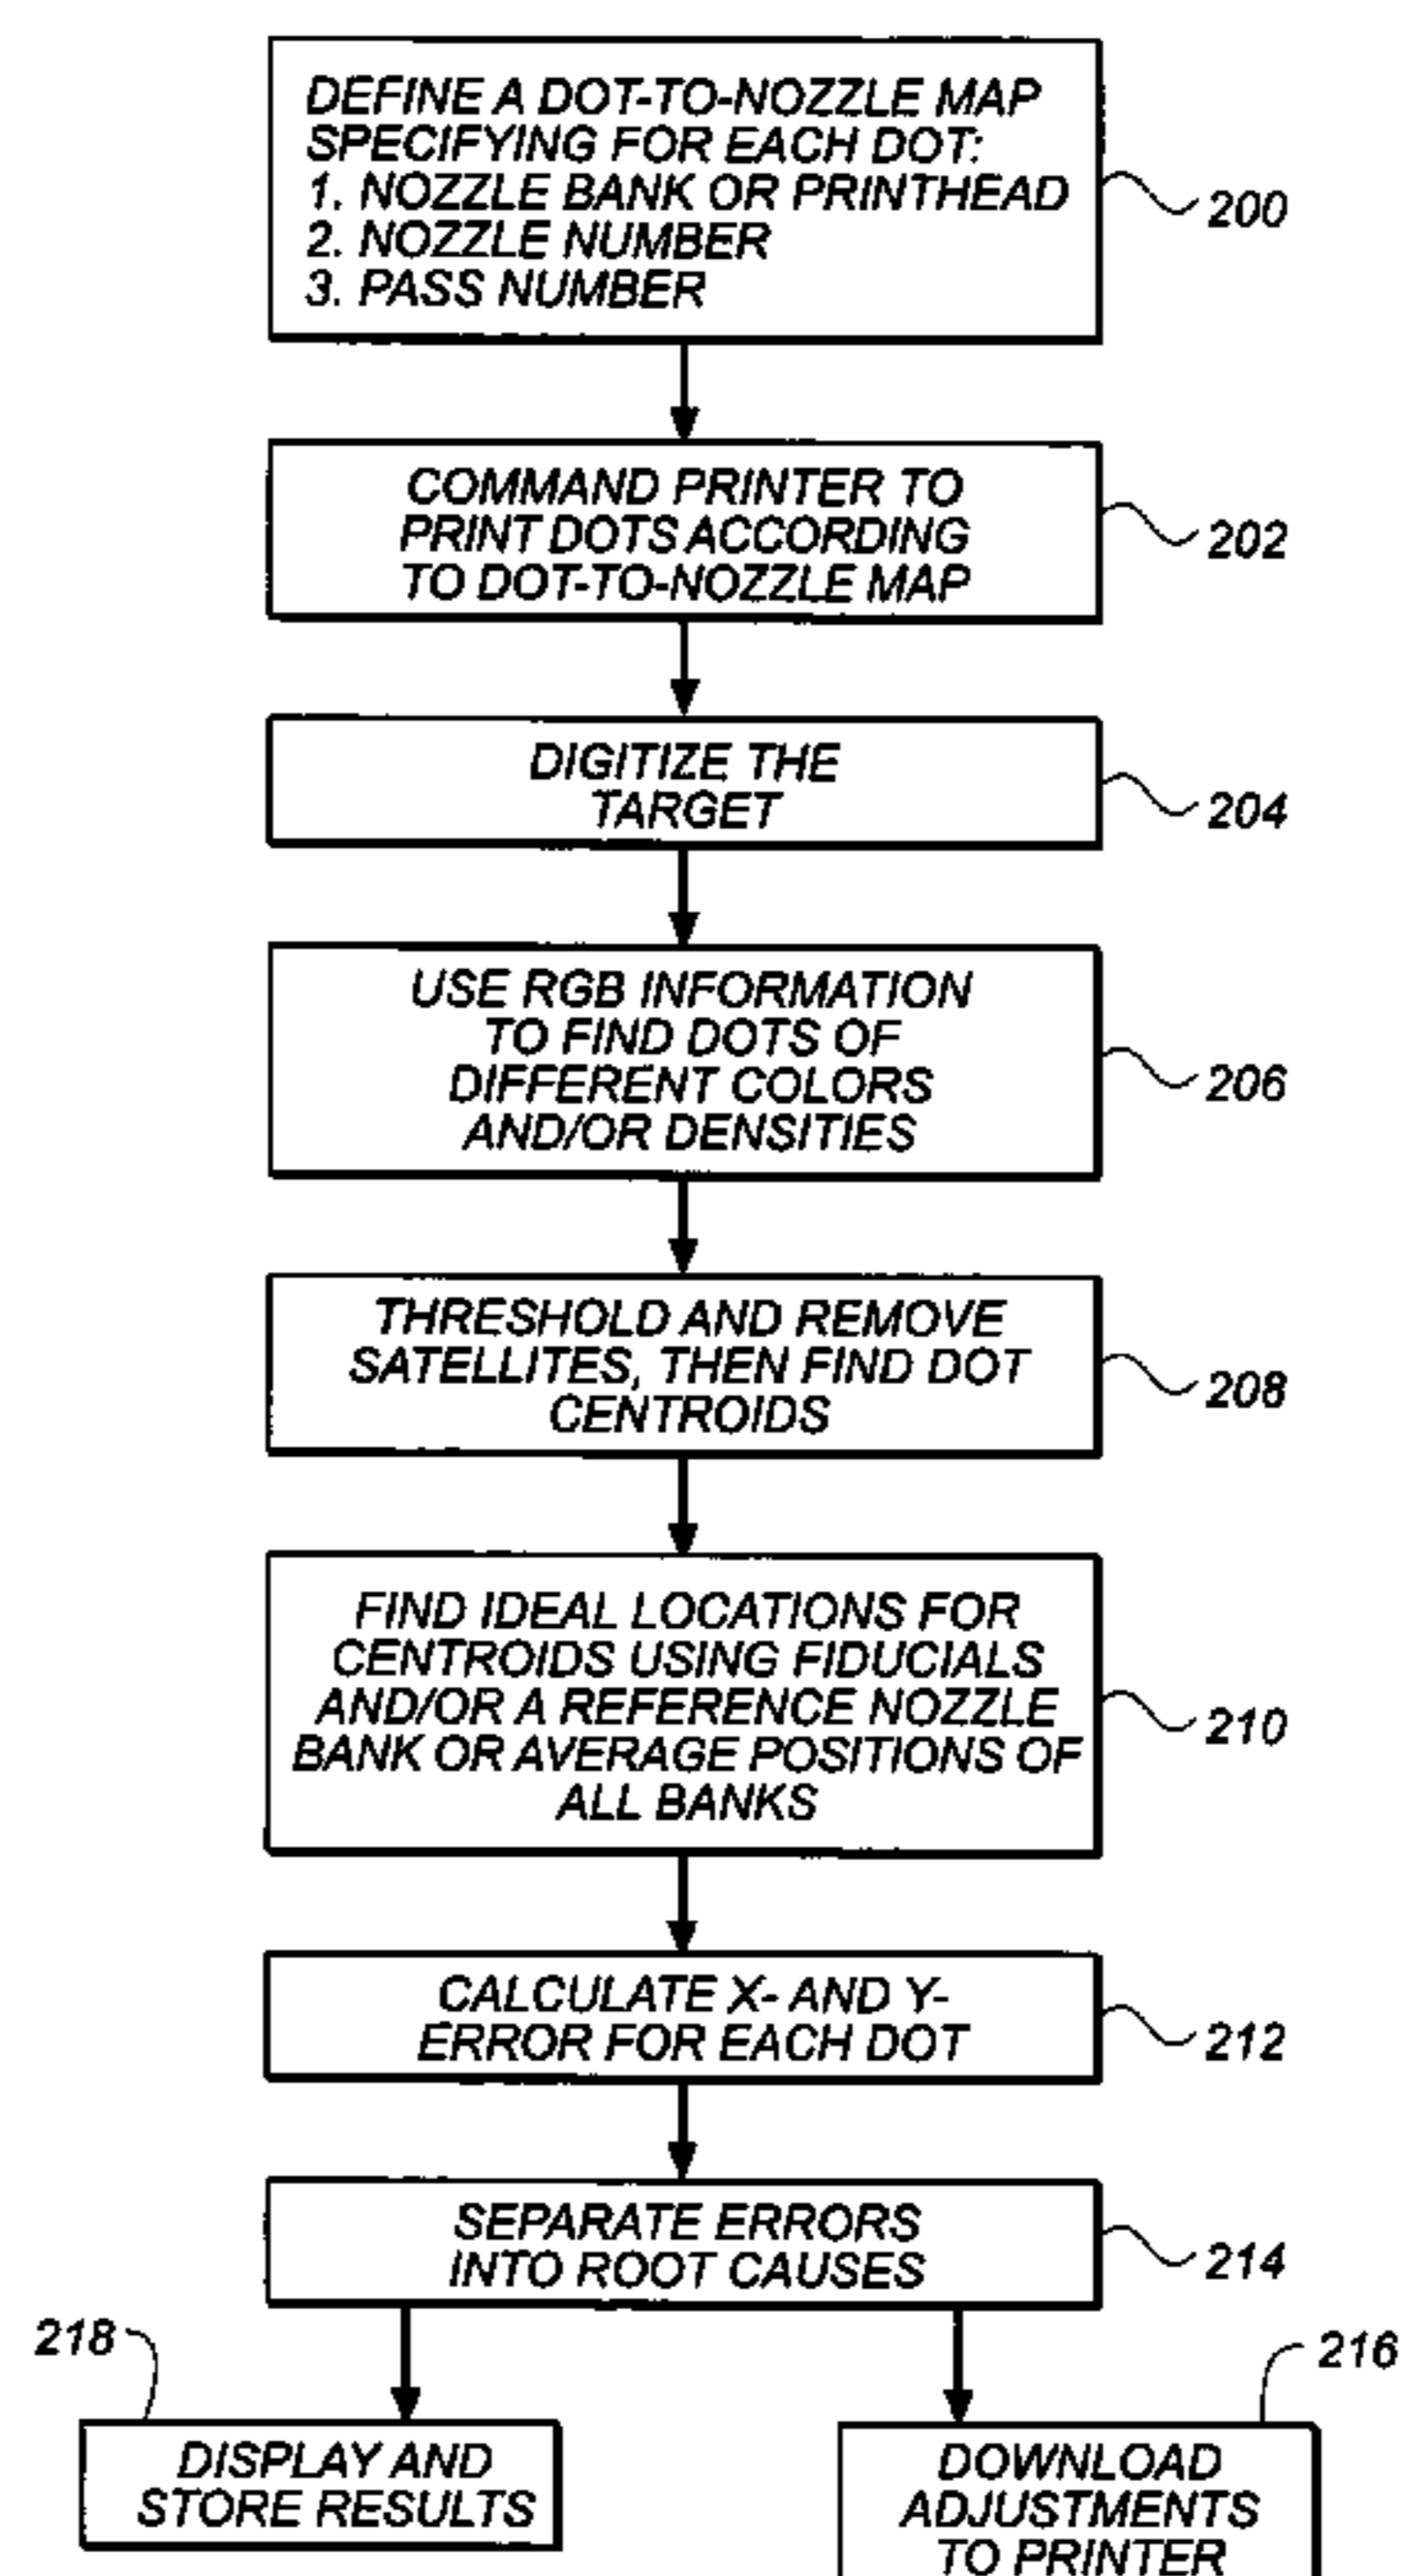 DEFINE A DOT-TO-NOZZLE MAP
SPECIFYING FOR EACH DOT:
1. NOZZLE BANK OR PRINTHEAD
2. NOZZLE NUMBER
3. PASS NUMBER
200
COMMAND PRINTER TO
PRINT DOTS ACCORDING
TO DOT-TO-NOZZLE MAP
202
DIGITIZE THE
TARGET
204
USE RGB INFORMATION
TO FIND DOTS OF
DIFFERENT COLORS
AND/OR DENSITIES
206
THRESHOLD AND REMOVE
SATELLITES, THEN FIND DOT
CENTROIDS
208
FIND IDEAL LOCATIONS FOR
CENTROIDS USING FIDUCIALS
AND/OR A REFERENCE NOZZLE
BANK OR AVERAGE POSITIONS OF
ALL BANKS
210
CALCULATE X- AND Y-
ERROR FOR EACH DOT
212
SEPARATE ERRORS
INTO ROOT CAUSES
214
218
DISPLAY AND
STORE RESULTS
216
DOWNLOAD
ADJUSTMENTS
TO PRINTER